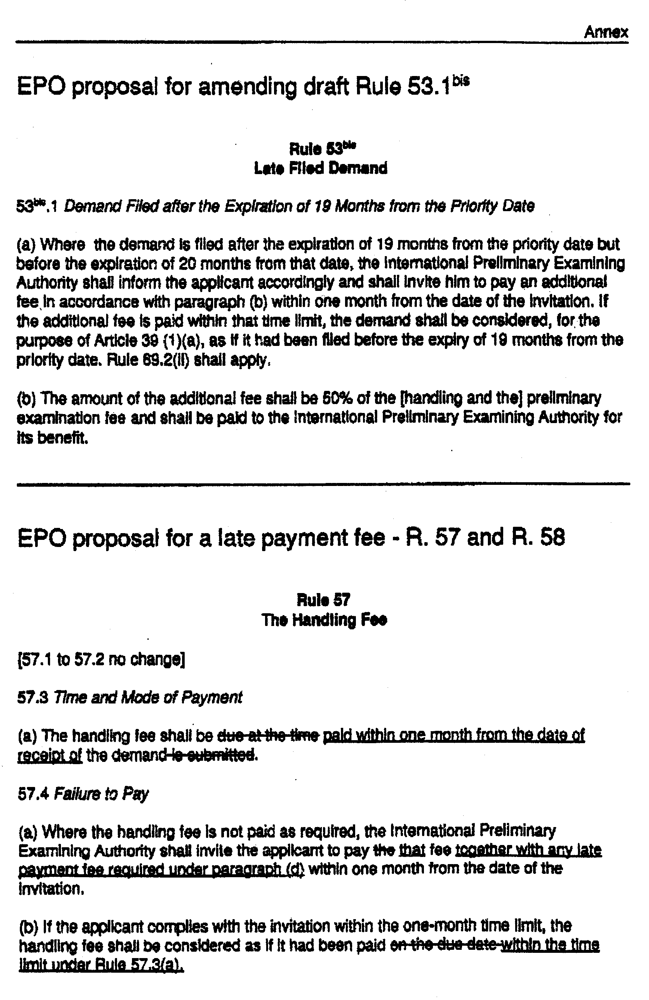 Annex
EPO proposal for amending draft Rule 53.1bis
Rule 53bis
Late Filed Demand
53bis.1 Demand Filed after the Expiration of 19 Months from the Priority Date
(a) Where the demand is filed after the expiration of 19 months from the priority date but
before the expiration of 20 months from that date, the International Preliminary Examining
Authority shall inform the applicant accordingly and shall invite him to pay an additional
fee in accordance with paragraph (b) within one month from the date of the invitation. If
the additional fee is paid within that time limit, the demand shall be considered, for the
purpose of Article 39 (1)(a), as if it had been filed before the expiry of 19 months from the
priority date. Rule 69.2(ii) shall apply.
(b) The amount of the additional fee shall be 50% of the [handling and the] preliminary
examination fee and shall be paid to the International Preliminary Examining Authority for
its benefit.
EPO proposal for a late payment fee - R. 57 and R. 58
Rule 57
The Handling Fee
[57.1 to 57.2 no change]
57.3 Time and Mode of Payment
(a) The handling fee shall be due at the time paid within one month from the date of
receipt of the demand is submitted.
57.4 Failure to Pay
(a) Where the handling fee is not paid as required, the International Preliminary
Examining Authority shall invite the applicant to pay the that fee together with any late
payment fee required under paragraph (d) within one month from the date of the
invitation.
(b) If the applicant complies with the invitation within the one-month time limit, the
handling fee shall be considered as if it had been paid on the due date within the time
limit under Rule 57.3(a).